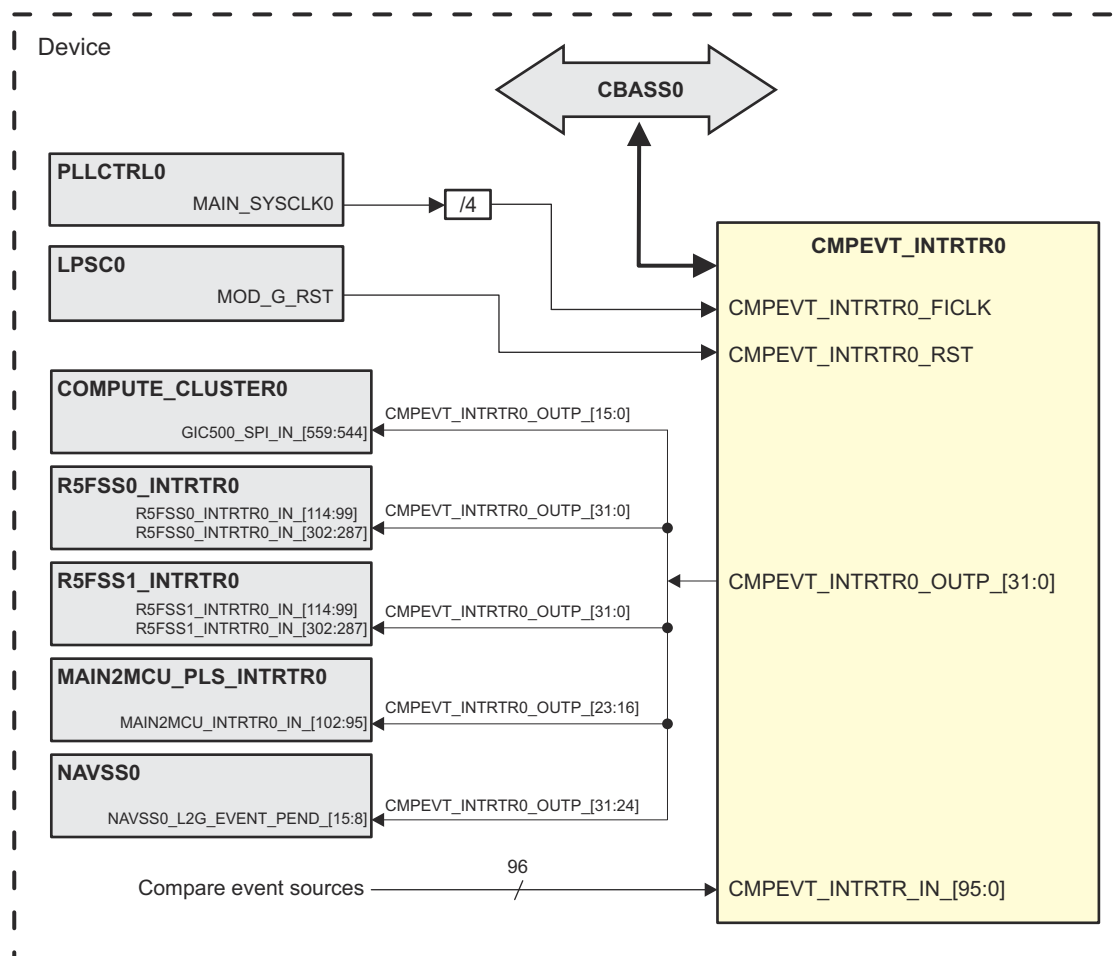 Device
CBASS0
PLLCTRL0
MAIN_SYSCLK0
/4
LPSC0
MOD_G_RST
CMPEVT_INTRTR0
CMPEVT_INTRTR0_FICLK
CMPEVT_INTRTR0_RST
COMPUTE_CLUSTER0
GIC500_SPI_IN_[559:544]
CMPEVT_INTRTR0_OUTP_[15:0]
R5FSS0_INTRTR0
R5FSS0_INTRTR0_IN_[114:99]
R5FSS0_INTRTR0_IN_[302:287]
CMPEVT_INTRTR0_OUTP_[31:0]
R5FSS1_INTRTR0
R5FSS1_INTRTR0_IN_[114:99]
R5FSS1_INTRTR0_IN_[302:287]
CMPEVT_INTRTR0_OUTP_[31:0]
CMPEVT_INTRTR0_OUTP_[31:0]
MAIN2MCU_PLS_INTRTR0
MAIN2MCU_INTRTR0_IN_[102:95]
CMPEVT_INTRTR0_OUTP_[23:16]
NAVSS0
NAVSS0_L2G_EVENT_PEND_[15:8]
CMPEVT_INTRTR0_OUTP_[31:24]
Compare event sources
96
CMPEVT_INTRTR_IN_[95:0]